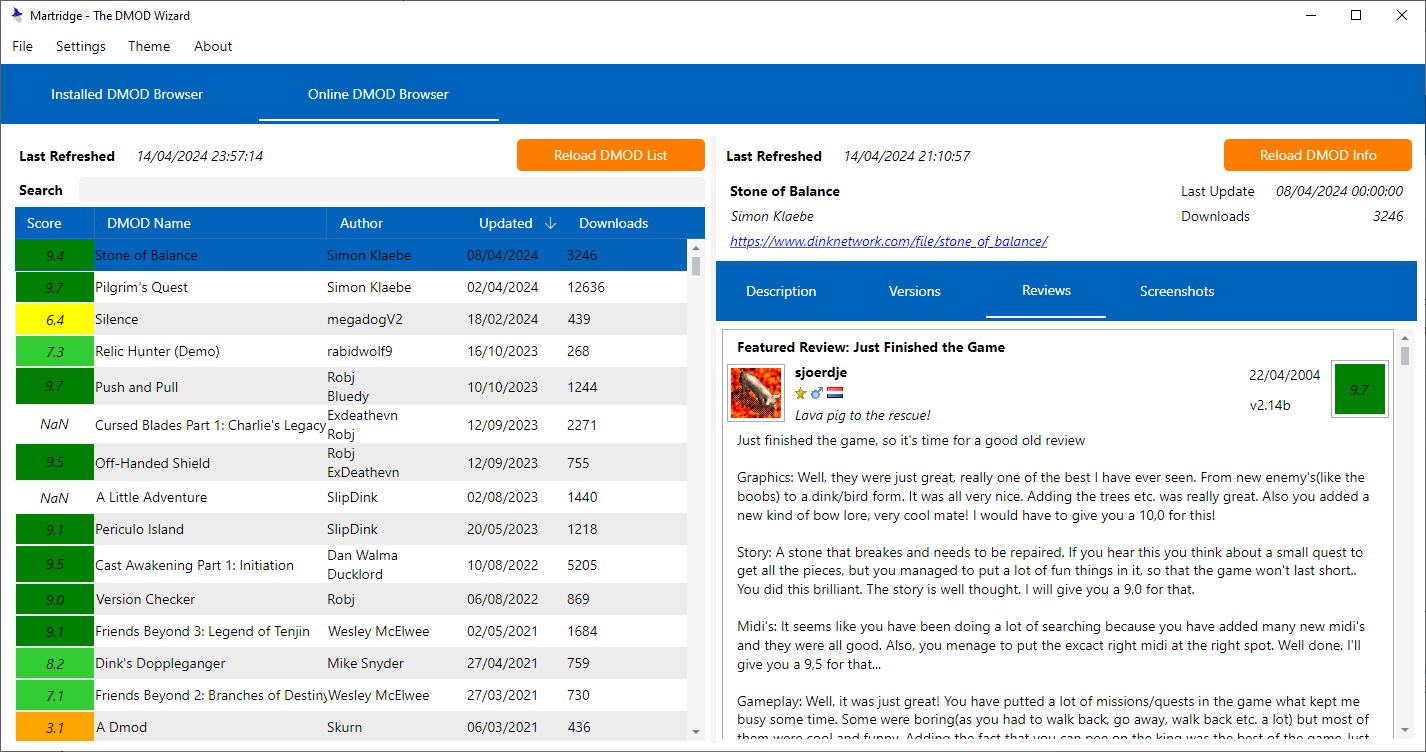 Martridge - The DMOD Wizard
File Settings Theme About
Installed DMOD Browser Online DMOD Browser
Last Refreshed 14/04/2024 23:57:14 Reload DMOD List
Search
Score DMOD Name Author Updated Downloads
9.4 Stone of Balance Simon Klaebe 08/04/2024 3246
9.7 Pilgrim's Quest Simon Klaebe 02/04/2024 12636
6.4 Silence megadogV2 18/02/2024 439
7.3 Relic Hunter (Demo) rabidwolf9 16/10/2023 268
9.7 Push and Pull Robj Bluedy 10/10/2023 1244
NaN Cursed Blades Part 1: Charlie's Legacy Exdeathevn Robj 12/09/2023 2271
9.5 Off-Handed Shield Robj ExDeathevn 12/09/2023 755
NaN A Little Adventure SlipDink 02/08/2023 1440
9.1 Periculo Island SlipDink 20/05/2023 1218
9.5 Cast Awakening Part 1: Initiation Dan Walma Ducklord 10/08/2022 5205
9.0 Version Checker Robj 06/08/2022 869
9.1 Friends Beyond 3: Legend of Tenjin Wesley McElwee 02/05/2021 1684
8.2 Dink's Doppleganger Mike Snyder 27/04/2021 759
7.1 Friends Beyond 2: Branches of Destiny Wesley McElwee 27/03/2021 730
3.1 A Dmod Skurn 06/03/2021 436
Last Refreshed 14/04/2024 21:10:57 Reload DMOD Info
Stone of Balance Last Update 08/04/2024 00:00:00
Simon Klaebe Downloads 3246
https://www.dinknetwork.com/file/stone_of_balance/
Description Versions Reviews Screenshots
Featured Review: Just Finished the Game
sjoerdje 22/04/2004 9.7
v2.14b
Lava pig to the rescue!
Just finished the game, so it's time for a good old review
Graphics: Well, they were just great, really one of the best I have ever seen. From new enemy's(like the
boobs) to a dink/bird form. It was all very nice. Adding the trees etc. was really great. Also you added a
new kind of bow lore, very cool mate! I would have to give you a 10,0 for this!
Story: A stone that breakes and needs to be repaired. If you hear this you think about a small quest to
get all the pieces, but you managed to put a lot of fun things in it, so that the game won't last short..
You did this brilliant. The story is well thought. I will give you a 9,0 for that.
Midi's: It seems like you have been doing a lot of searching because you have added many new midi's
and they were all good. Also, you menage to put the excact right midi at the right spot. Well done. I'll
give you a 9,5 for that...
Gameplay: Well, it was just great! You have putted a lot of missions/quests in the game what kept me
busy some time. Some were boring(as you had to walk back, go away, walk back etc. a lot) but most of
them were cool and funny. Adding the fact that you can pee on the king was the best of the game. Just